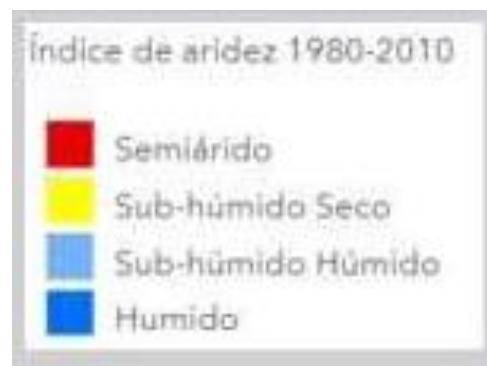 Índice de aridez 1980-2010
Semiárido
Sub-húmido Seco
Sub-húmido Húmido
Humido